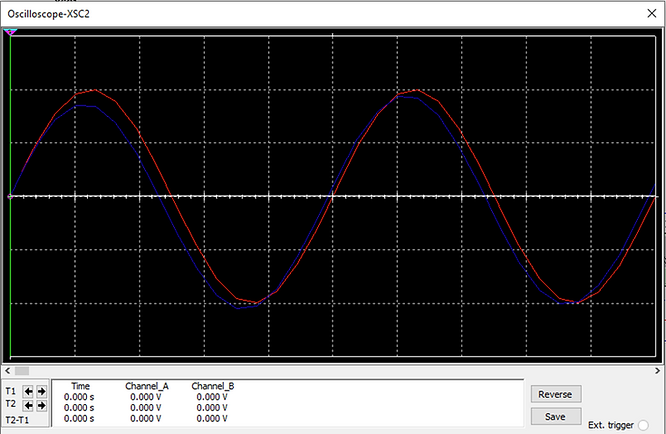 Oscilloscope-XSC2
T1
T2
T2-T1
Time Channel_A Channel_B
0.000 s 0.000 V 0.000 V
0.000 s 0.000 V 0.000 V
0.000 s 0.000 V 0.000 V
Reverse
Save
Ext. trigger